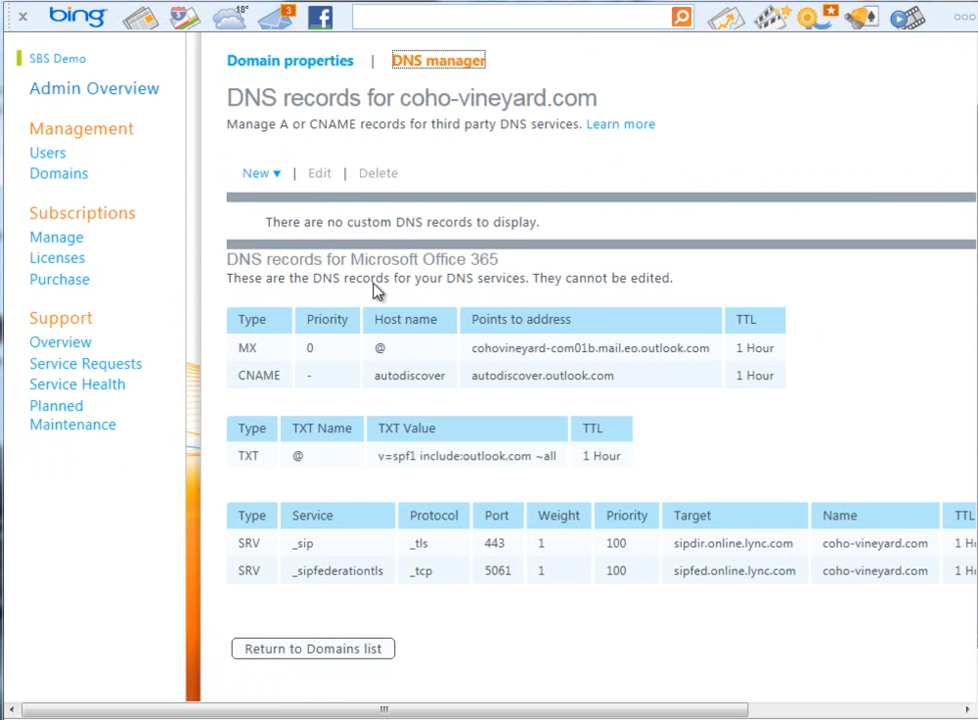 bing 18° 3
SBS Demo
Domain properties | DNS manager
Admin Overview
DNS records for coho-vineyard.com
Manage A or CNAME records for third party DNS services. Learn more
Management
Users
Domains
New ▾ | Edit | Delete
Subscriptions
Manage
Licenses
Purchase
There are no custom DNS records to display.
DNS records for Microsoft Office 365
These are the DNS records for your DNS services. They cannot be edited.
Support
Overview
Service Requests
Service Health
Planned
Maintenance
Type Priority Host name Points to address TTL
MX 0 @ cohovineyard-com01b.mail.eo.outlook.com 1 Hour
CNAME - autodiscover autodiscover.outlook.com 1 Hour
Type TXT Name TXT Value TTL
TXT @ v=spf1 include:outlook.com ~all 1 Hour
Type Service Protocol Port Weight Priority Target Name TTL
SRV _sip _tls 443 1 100 sipdir.online.lync.com coho-vineyard.com 1 H
SRV _sipfederationtls _tcp 5061 1 100 sipfed.online.lync.com coho-vineyard.com 1 H
Return to Domains list